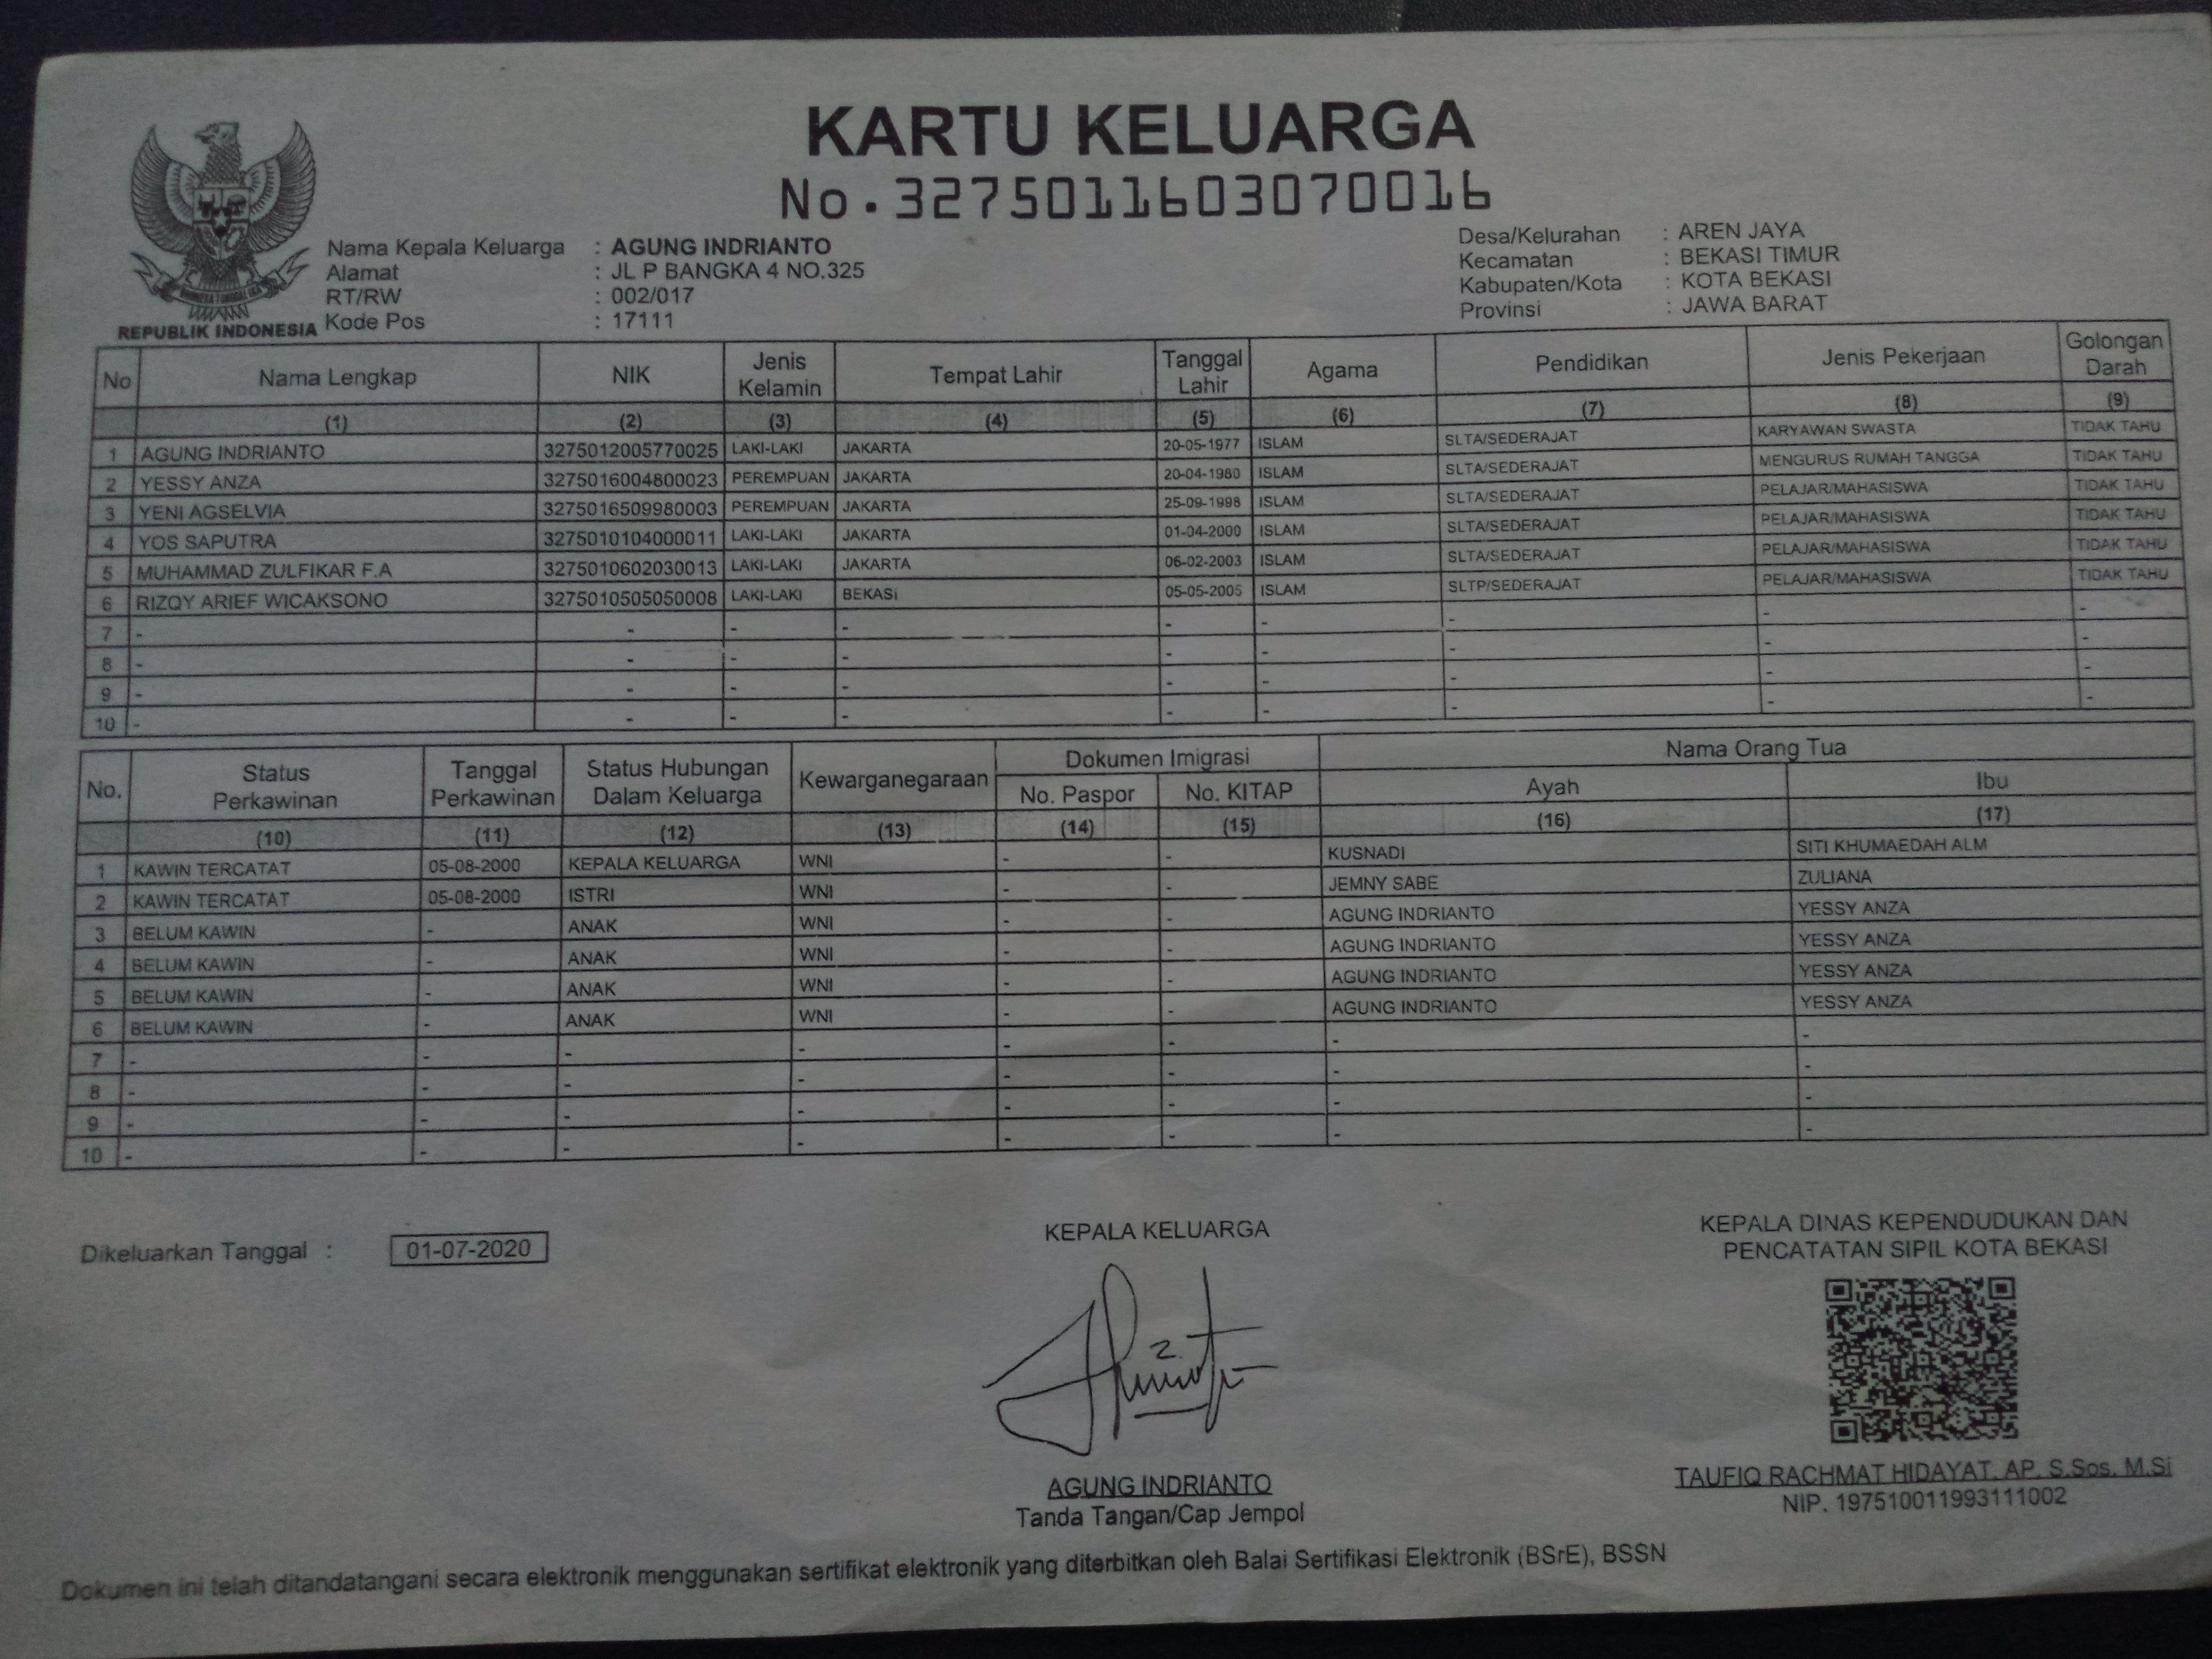 KARTU KELUARGA
No.3275011603070016
REPUBLIK INDONESIA
Nama Kepala Keluarga : AGUNG INDRIANTO
Alamat : JL P BANGKA 4 NO.325
RT/RW : 002/017
Kode Pos : 17111
Desa/Kelurahan : AREN JAYA
Kecamatan : BEKASI TIMUR
Kabupaten/Kota : KOTA BEKASI
Provinsi : JAWA BARAT
No Nama Lengkap NIK Jenis Kelamin Tempat Lahir Tanggal Lahir Agama Pendidikan Jenis Pekerjaan Golongan Darah
(1) (2) (3) (4) (5) (6) (7) (8) (9)
1 AGUNG INDRIANTO 3275012005770025 LAKI-LAKI JAKARTA 20-05-1977 ISLAM SLTA/SEDERAJAT KARYAWAN SWASTA TIDAK TAHU
2 YESSY ANZA 3275016004800023 PEREMPUAN JAKARTA 20-04-1980 ISLAM SLTA/SEDERAJAT MENGURUS RUMAH TANGGA TIDAK TAHU
3 YENI AGSELVIA 3275016509980003 PEREMPUAN JAKARTA 25-09-1998 ISLAM SLTA/SEDERAJAT PELAJAR/MAHASISWA TIDAK TAHU
4 YOS SAPUTRA 3275010104000011 LAKI-LAKI JAKARTA 01-04-2000 ISLAM SLTA/SEDERAJAT PELAJAR/MAHASISWA TIDAK TAHU
5 MUHAMMAD ZULFIKAR F.A 3275010602030013 LAKI-LAKI JAKARTA 06-02-2003 ISLAM SLTA/SEDERAJAT PELAJAR/MAHASISWA TIDAK TAHU
6 RIZQY ARIEF WICAKSONO 3275010505050008 LAKI-LAKI BEKASi 05-05-2005 ISLAM SLTP/SEDERAJAT PELAJAR/MAHASISWA TIDAK TAHU
7 - - - - - - - - -
8 - - - - - - - - -
9 - - - - - - - - -
10 - - - - - - - - -
No. Status Perkawinan Tanggal Perkawinan Status Hubungan Dalam Keluarga Kewarganegaraan Dokumen Imigrasi Nama Orang Tua
No. Paspor No. KITAP Ayah Ibu
(10) (11) (12) (13) (14) (15) (16) (17)
1 KAWIN TERCATAT 05-08-2000 KEPALA KELUARGA WNI - - KUSNADI SITI KHUMAEDAH ALM
2 KAWIN TERCATAT 05-08-2000 ISTRI WNI - - JEMNY SABE ZULIANA
3 BELUM KAWIN - ANAK WNI - - AGUNG INDRIANTO YESSY ANZA
4 BELUM KAWIN - ANAK WNI - - AGUNG INDRIANTO YESSY ANZA
5 BELUM KAWIN - ANAK WNI - - AGUNG INDRIANTO YESSY ANZA
6 BELUM KAWIN - ANAK WNI - - AGUNG INDRIANTO YESSY ANZA
7 - - - - - - - -
8 - - - - - - - -
9 - - - - - - - -
10 - - - - - - - -
Dikeluarkan Tanggal : 01-07-2020
KEPALA KELUARGA
AGUNG INDRIANTO
Tanda Tangan/Cap Jempol
KEPALA DINAS KEPENDUDUKAN DAN
PENCATATAN SIPIL KOTA BEKASI
TAUFIQ RACHMAT HIDAYAT, AP, S.Sos, M.Si
NIP. 197510011993111002
Dokumen ini telah ditandatangani secara elektronik menggunakan sertifikat elektronik yang diterbitkan oleh Balai Sertifikasi Elektronik (BSrE), BSSN